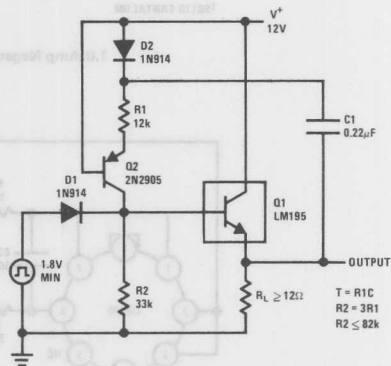 V+
12V
D2
1N914
R1
12k
C1
0.22µF
Q2
2N2905
D1
1N914
Q1
LM195
1.8V
MIN
OUTPUT
R2
33k
RL ≥ 12Ω
T = R1C
R2 = 3R1
R2 ≤ 82k